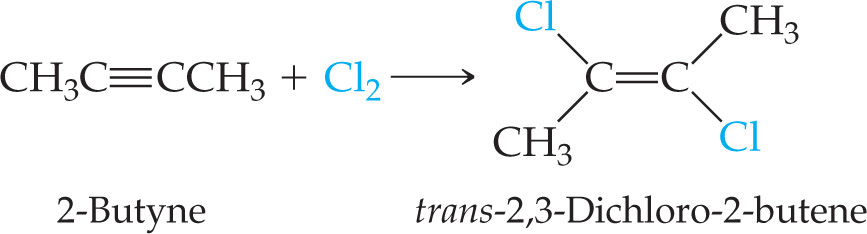 Cl CH₃
CH₃C≡CCH₃ + Cl₂ ⟶ C=C
CH₃ Cl
2-Butyne trans-2,3-Dichloro-2-butene